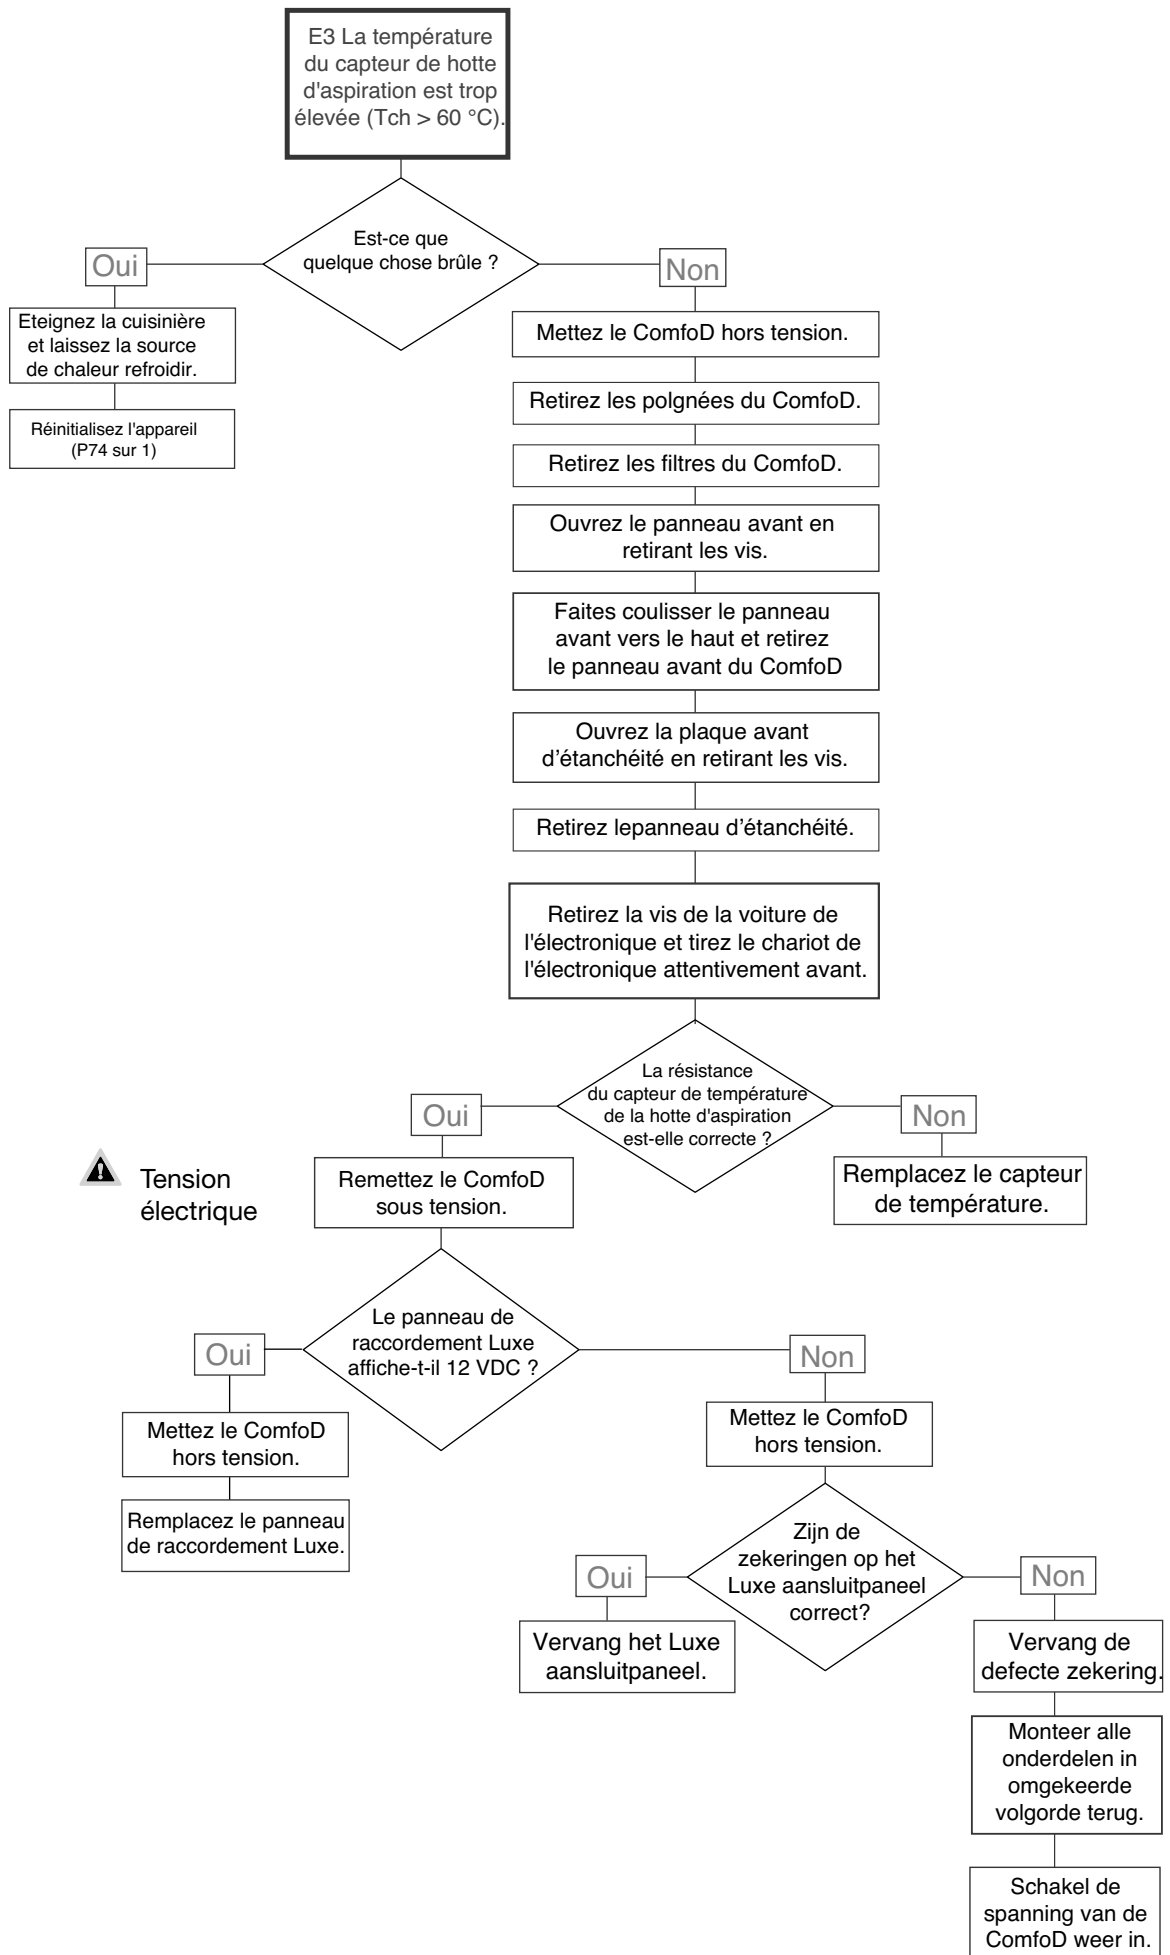 E3 La température
du capteur de hotte
d'aspiration est trop
élevée (Tch > 60 °C).
Est-ce que
quelque chose brûle ?
Oui
Non
Eteignez la cuisinière
et laissez la source
de chaleur refroidir.
Réinitialisez l'appareil
(P74 sur 1)
Mettez le ComfoD hors tension.
Retirez les polgnées du ComfoD.
Retirez les filtres du ComfoD.
Ouvrez le panneau avant en
retirant les vis.
Faites coulisser le panneau
avant vers le haut et retirez
le panneau avant du ComfoD
Ouvrez la plaque avant
d’étanchéité en retirant les vis.
Retirez lepanneau d’étanchéité.
Retirez la vis de la voiture de
l'électronique et tirez le chariot de
l'électronique attentivement avant.
La résistance
du capteur de température
de la hotte d'aspiration
est-elle correcte ?
Oui
Non
Remplacez le capteur
de température.
Tension
électrique
Remettez le ComfoD
sous tension.
Le panneau de
raccordement Luxe
affiche-t-il 12 VDC ?
Oui
Non
Mettez le ComfoD
hors tension.
Remplacez le panneau
de raccordement Luxe.
Mettez le ComfoD
hors tension.
Zijn de
zekeringen op het
Luxe aansluitpaneel
correct?
Oui
Non
Vervang het Luxe
aansluitpaneel.
Vervang de
defecte zekering.
Monteer alle
onderdelen in
omgekeerde
volgorde terug.
Schakel de
spanning van de
ComfoD weer in.